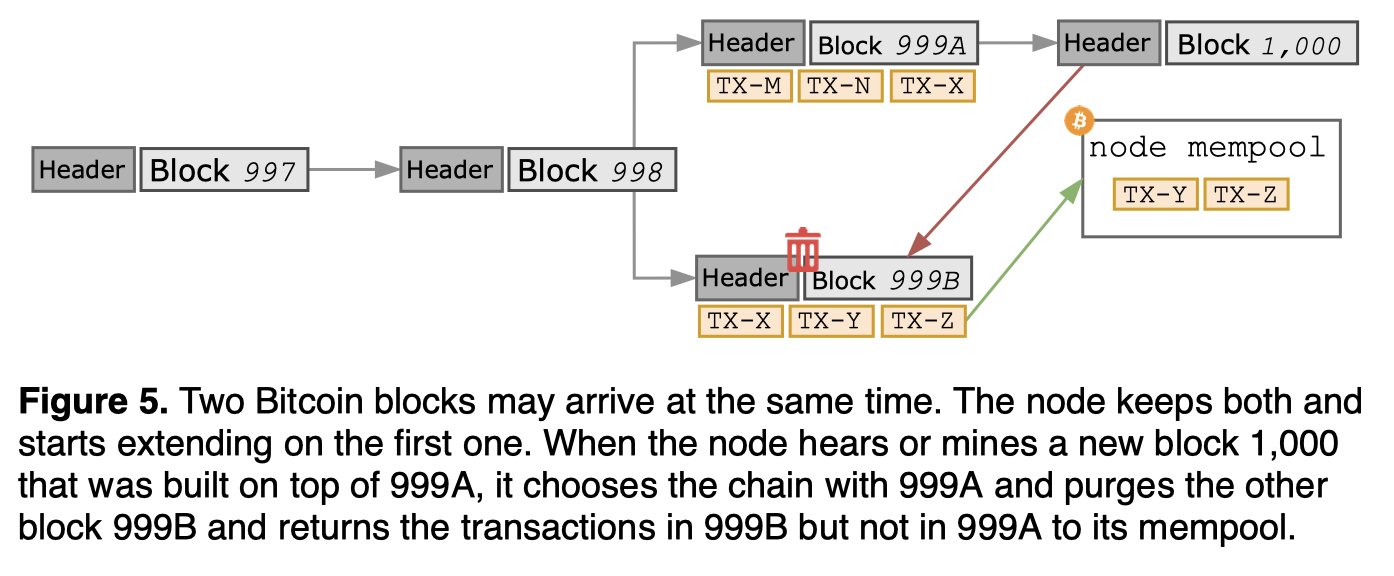 Header Block 999A
Header Block 1,000
TX-M TX-N TX-X
node mempool
Header Block 997
Header Block 998
TX-Y TX-Z
Header Block 999B
TX-X TX-Y TX-Z
Figure 5. Two Bitcoin blocks may arrive at the same time. The node keeps both and
starts extending on the first one. When the node hears or mines a new block 1,000
that was built on top of 999A, it chooses the chain with 999A and purges the other
block 999B and returns the transactions in 999B but not in 999A to its mempool.